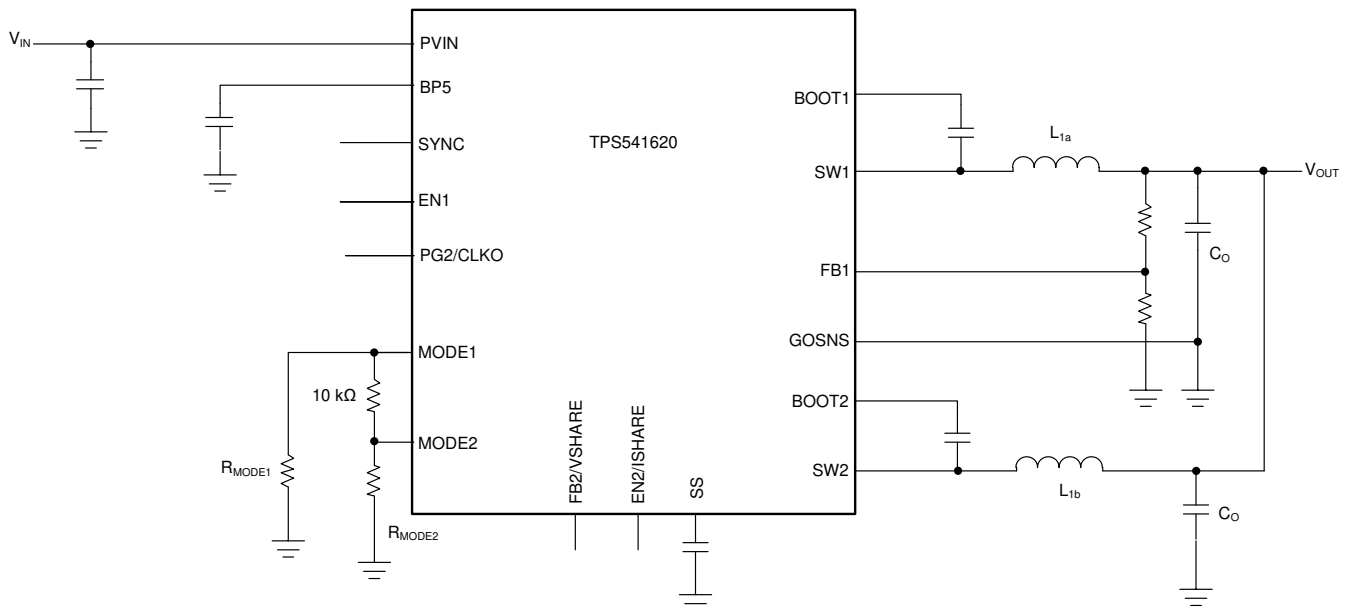 V_IN
PVIN
BP5
SYNC
EN1
PG2/CLKO
MODE1
10 kΩ
MODE2
R_MODE1
R_MODE2
TPS541620
FB2/VSHARE
EN2/ISHARE
SS
BOOT1
L_1a
SW1
V_OUT
FB1
C_O
GOSNS
BOOT2
SW2
L_1b
C_O